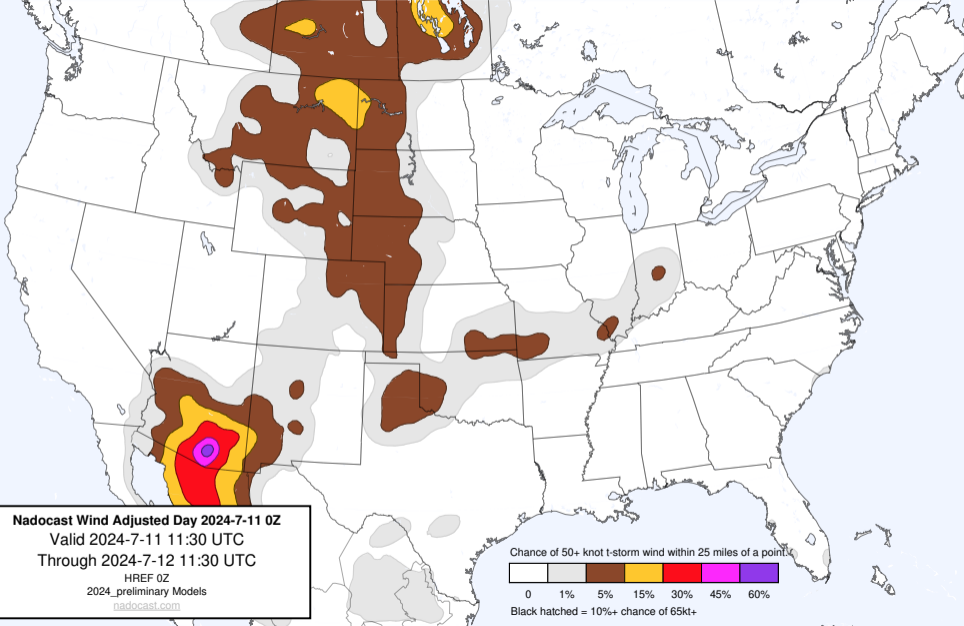 Nadocast Wind Adjusted Day 2024-7-11 0Z
Valid 2024-7-11 11:30 UTC
Through 2024-7-12 11:30 UTC
HREF 0Z
2024_preliminary Models
nadocast.com
Chance of 50+ knot t-storm wind within 25 miles of a point.
0 1% 5% 15% 30% 45% 60%
Black hatched = 10%+ chance of 65kt+